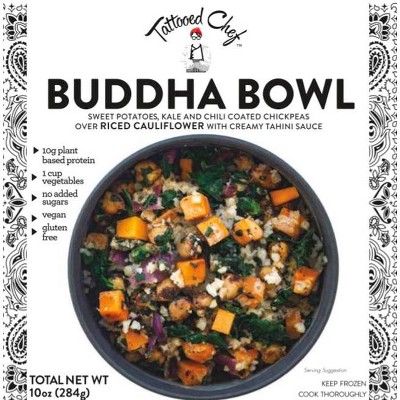 Tattooed Chef™
BUDDHA BOWL
SWEET POTATOES, KALE AND CHILI COATED CHICKPEAS
OVER RICED CAULIFLOWER WITH CREAMY TAHINI SAUCE
10g plant
based protein
1 cup
vegetables
no added
sugars
vegan
gluten
free
Serving Suggestion
TOTAL NET WT
10oz (284g)
KEEP FROZEN
COOK THOROUGHLY